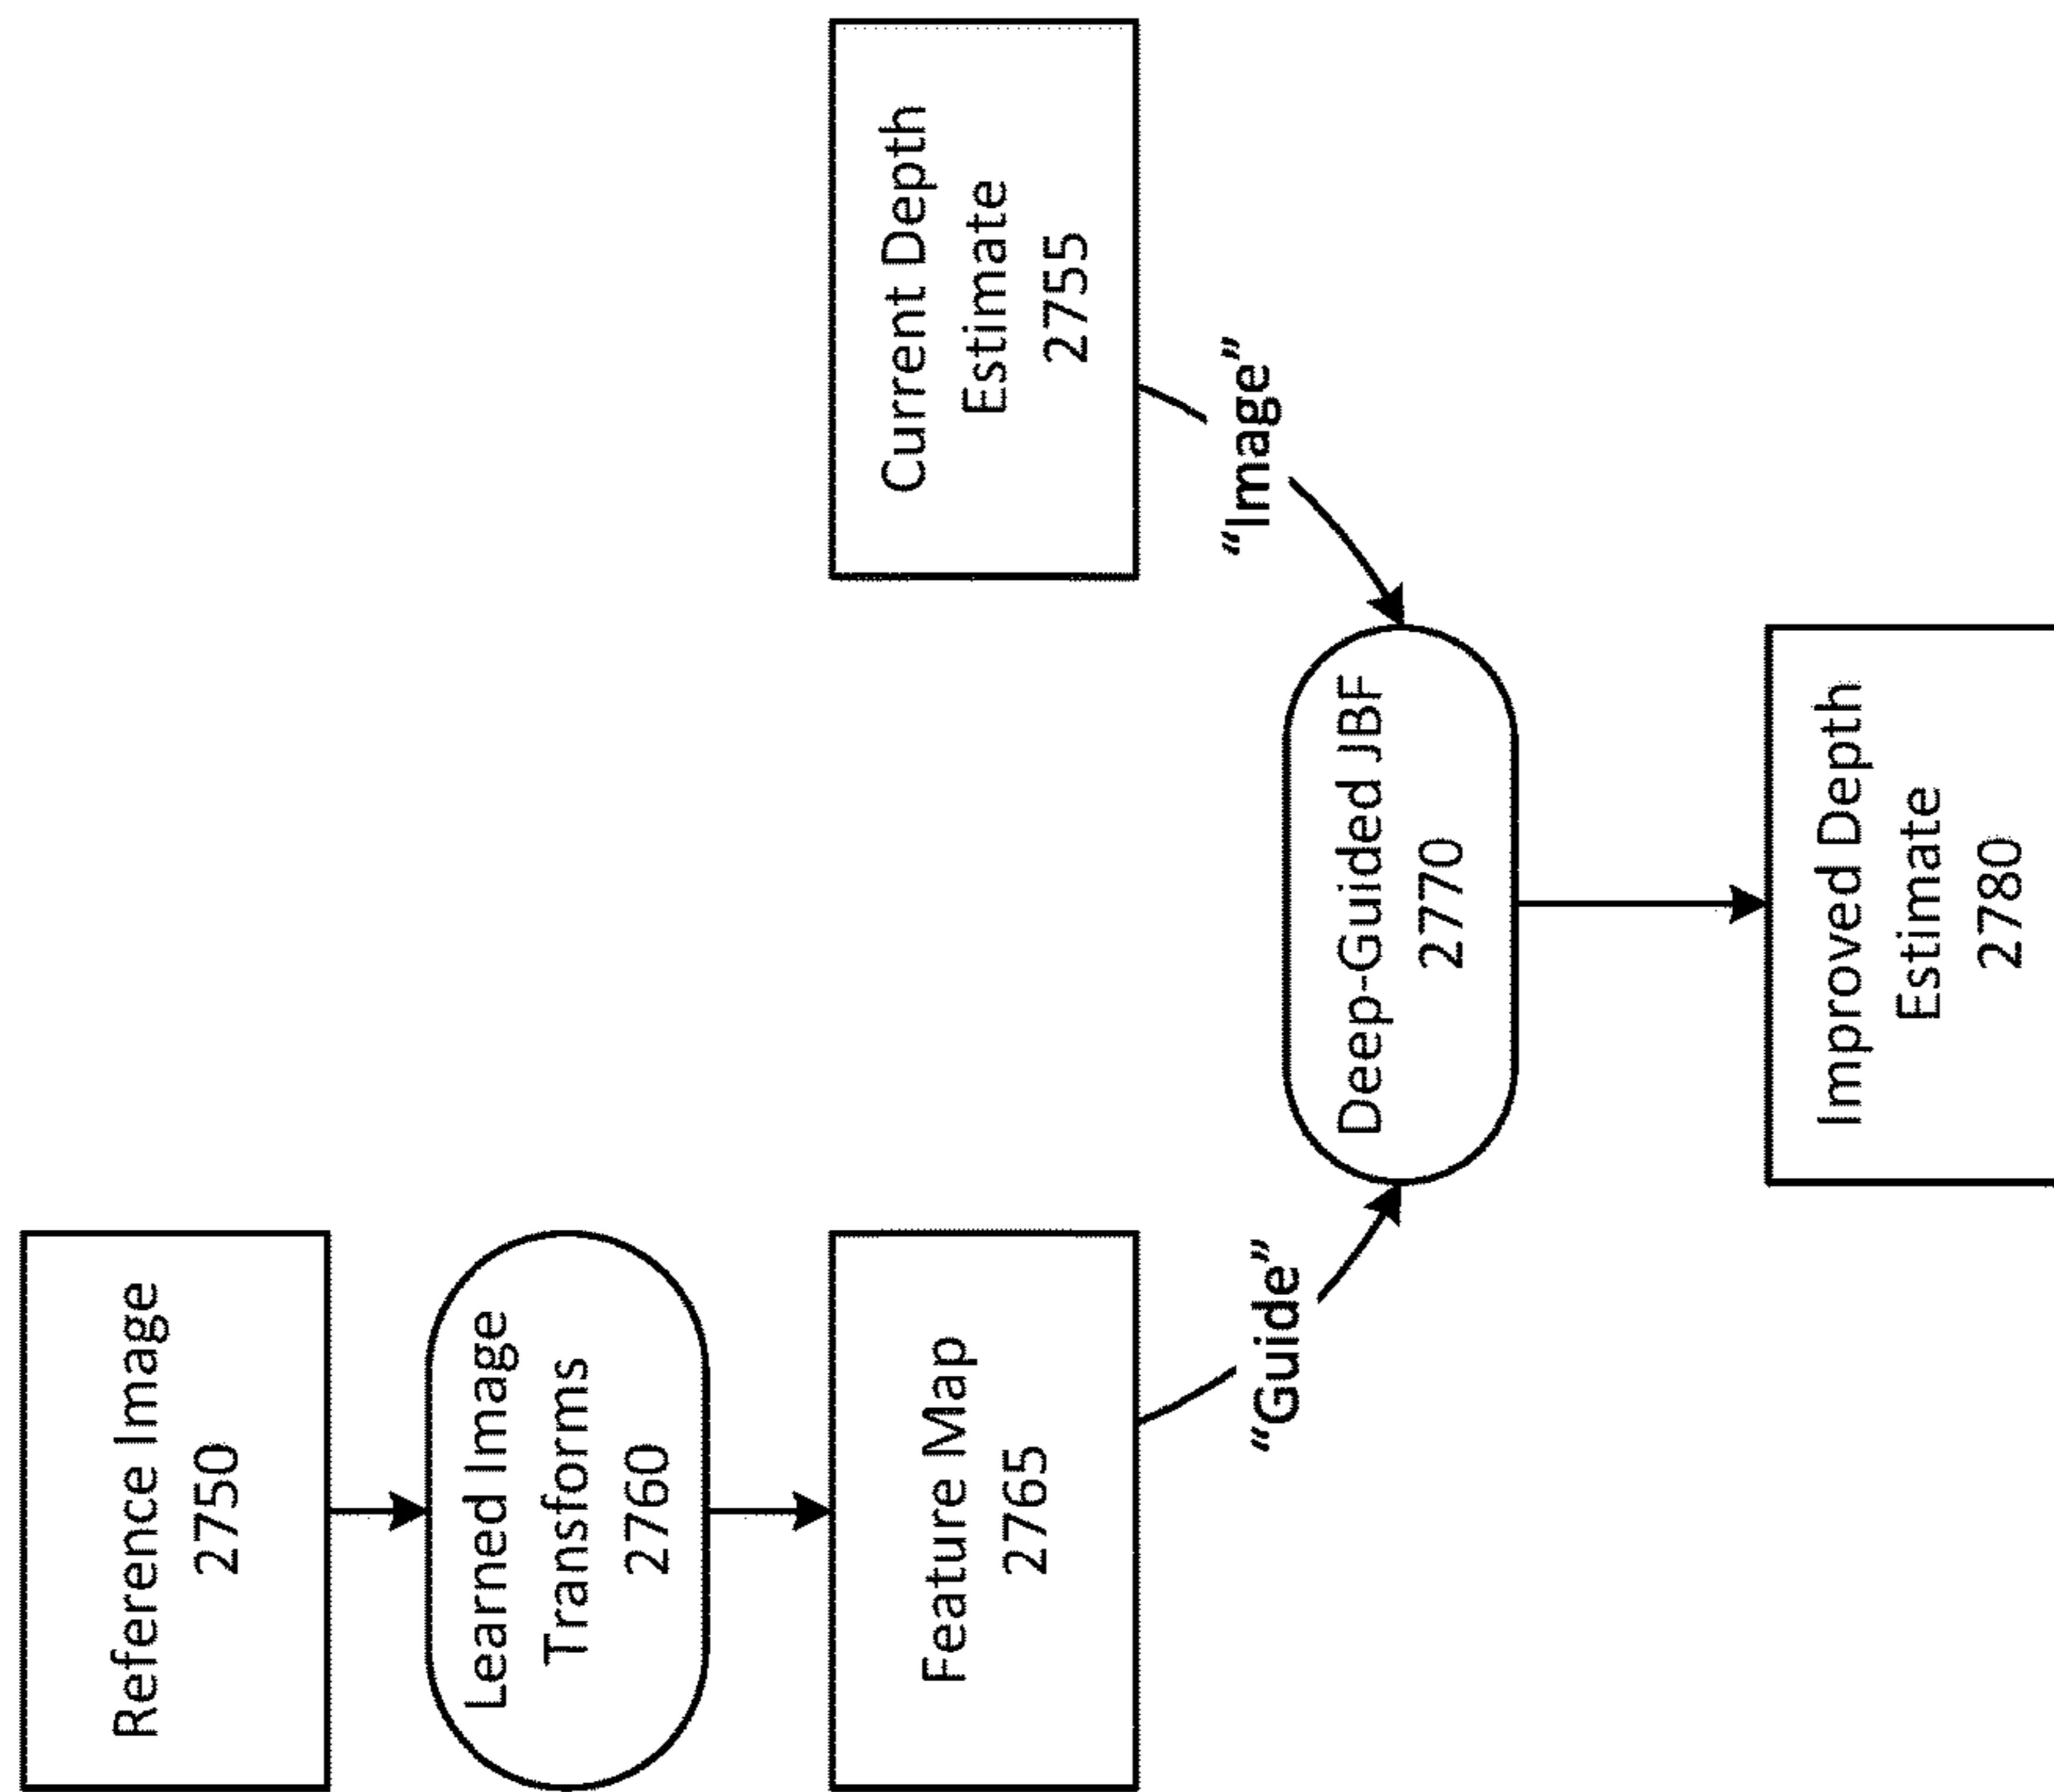 Reference Image
2750
Learned Image
Transforms
2760
Feature Map
2765
Current Depth
Estimate
2755
“Guide”
“Image”
Deep-Guided JBF
2770
Improved Depth
Estimate
2780